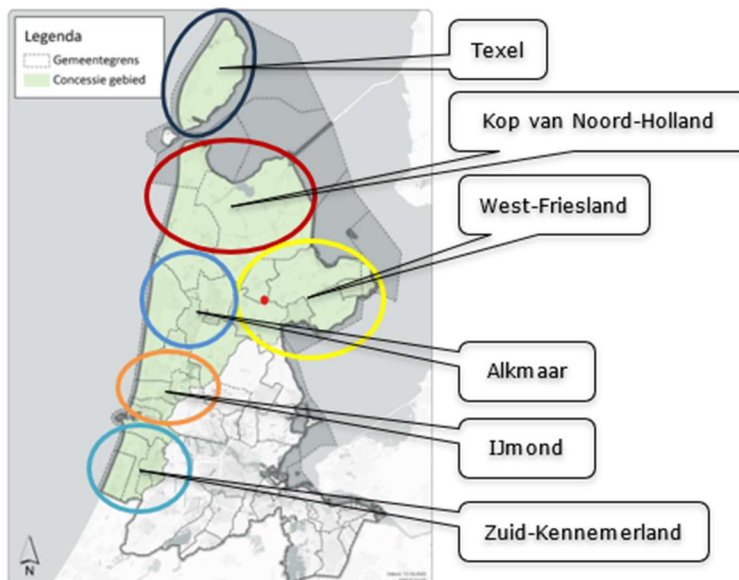 Legenda
Gemeentegrens
Concessie gebied
Texel
Kop van Noord-Holland
West-Friesland
Alkmaar
IJmond
Zuid-Kennemerland
N